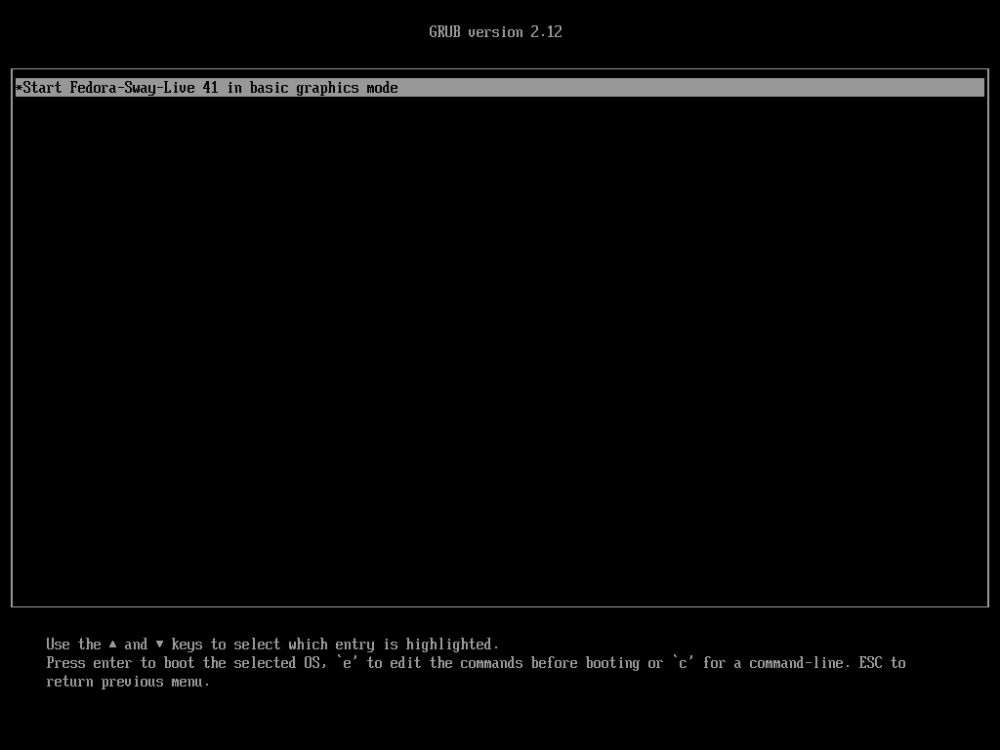 GRUB version 2.12
*Start Fedora-Sway-Live 41 in basic graphics mode
Use the ▲ and ▼ keys to select which entry is highlighted.
Press enter to boot the selected OS, `e' to edit the commands before booting or `c' for a command-line. ESC to
return previous menu.